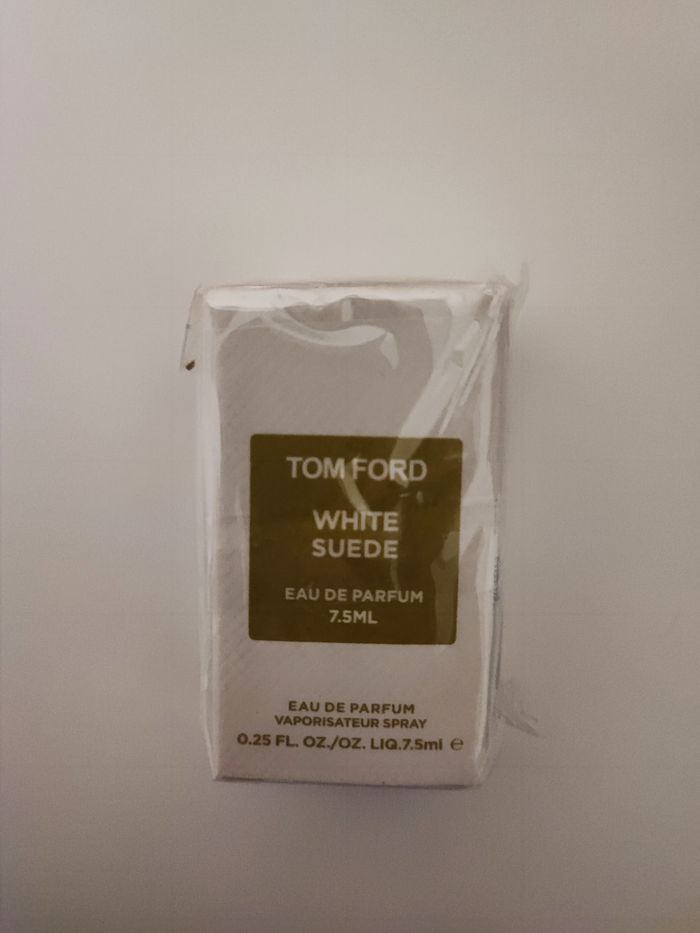 TOM FORD
WHITE
SUEDE
EAU DE PARFUM
7.5ML
EAU DE PARFUM
VAPORISATEUR SPRAY
0.25 FL. OZ./OZ. LIQ.7.5ml ℮